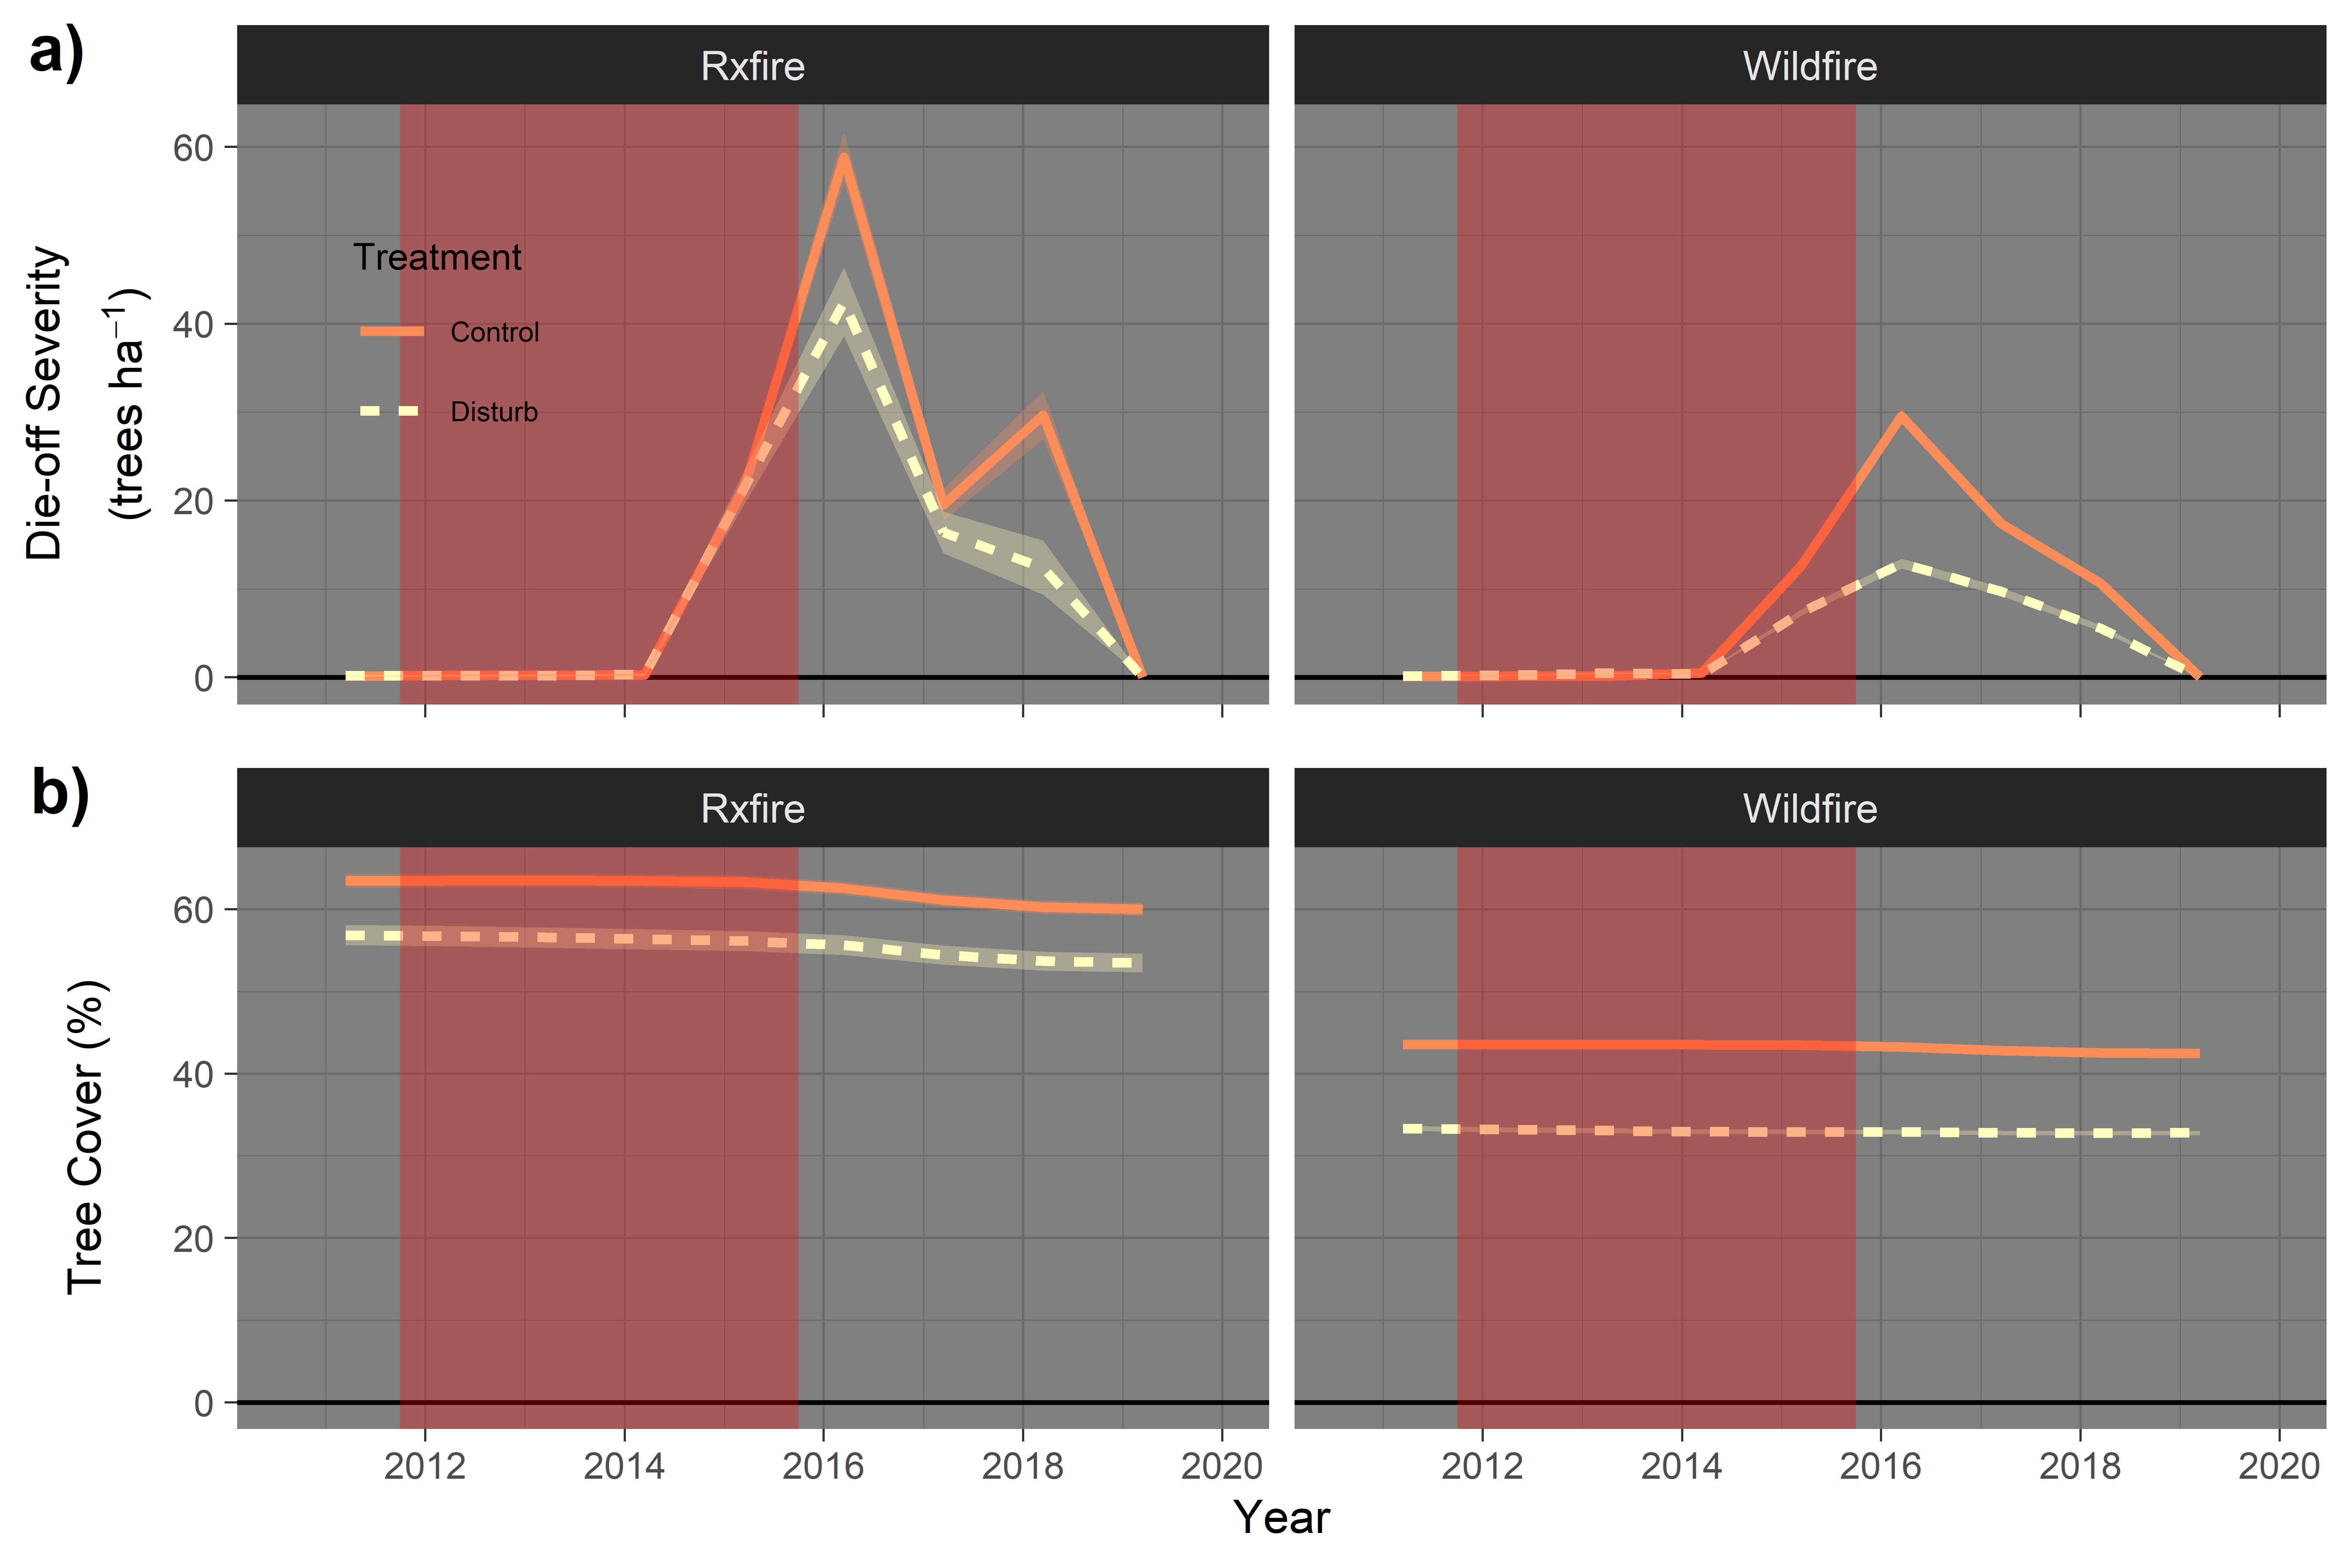 a)
Rxfire
Wildfire
Die-off Severity
(trees ha⁻¹)
60
40
20
0
Treatment
Control
Disturb
b)
Rxfire
Wildfire
Tree Cover (%)
60
40
20
0
2012 2014 2016 2018 2020
2012 2014 2016 2018 2020
Year